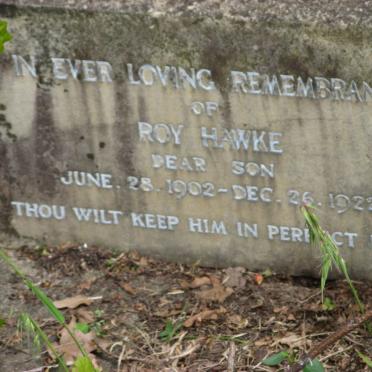 IN EVER LOVING REMEMBRAN
OF
ROY HAWKE
DEAR SON
JUNE. 28. 1902~DEC. 26. 1922
THOU WILT KEEP HIM IN PERFECT